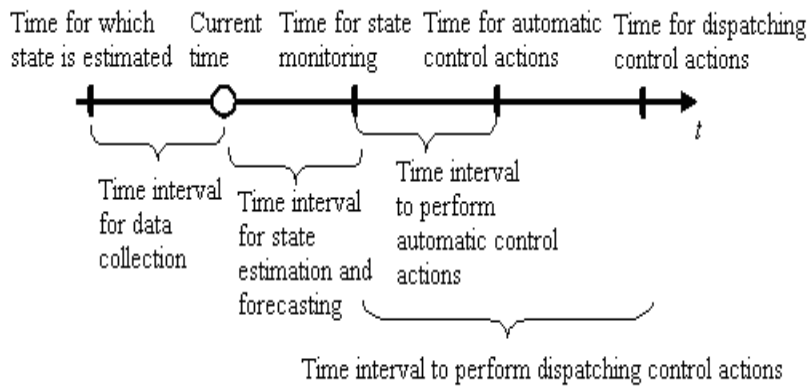 Time for which
state is estimated
Current
time
Time for state
monitoring
Time for automatic
control actions
Time for dispatching
control actions
t
Time interval
for data
collection
Time interval
for state
estimation and
forecasting
Time interval
to perform
automatic control
actions
Time interval to perform dispatching control actions